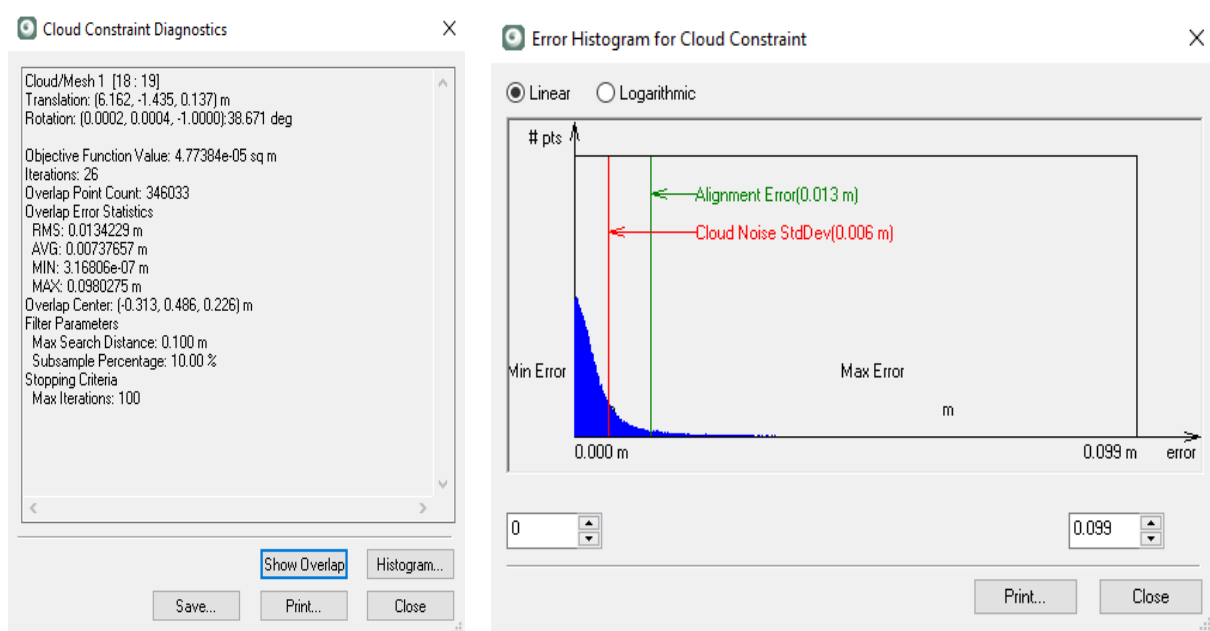 Cloud Constraint Diagnostics
Cloud/Mesh 1 [18 : 19]
Translation: (6.162, -1.435, 0.137) m
Rotation: (0.0002, 0.0004, -1.0000):38.671 deg
Objective Function Value: 4.77384e-05 sq m
Iterations: 26
Overlap Point Count: 346033
Overlap Error Statistics
RMS: 0.0134229 m
AVG: 0.00737657 m
MIN: 3.16806e-07 m
MAX: 0.0980275 m
Overlap Center: (-0.313, 0.486, 0.226) m
Filter Parameters
Max Search Distance: 0.100 m
Subsample Percentage: 10.00 %
Stopping Criteria
Max Iterations: 100
Show Overlap
Histogram...
Save...
Print...
Close
Error Histogram for Cloud Constraint
Linear
Logarithmic
# pts
Alignment Error(0.013 m)
Cloud Noise StdDev(0.006 m)
Min Error
Max Error
m
0.000 m
0.099 m
error
0
0.099
Print...
Close